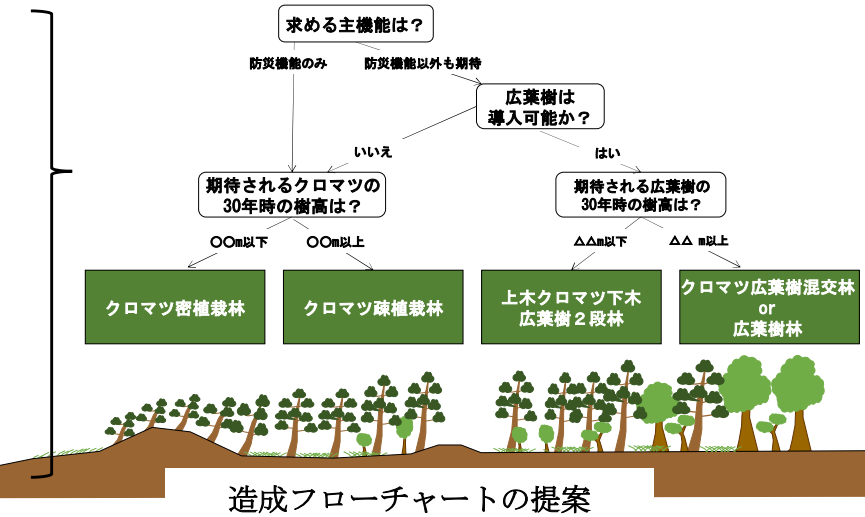 求める主機能は？
防災機能のみ
防災機能以外も期待
広葉樹は
導入可能か？
いいえ
はい
期待されるクロマツの
30年時の樹高は？
期待される広葉樹の
30年時の樹高は？
○○m以下
○○m以上
△△m以下
△△ m以上
クロマツ密植栽林
クロマツ疎植栽林
上木クロマツ下木
広葉樹２段林
クロマツ広葉樹混交林
or
広葉樹林
造成フローチャートの提案